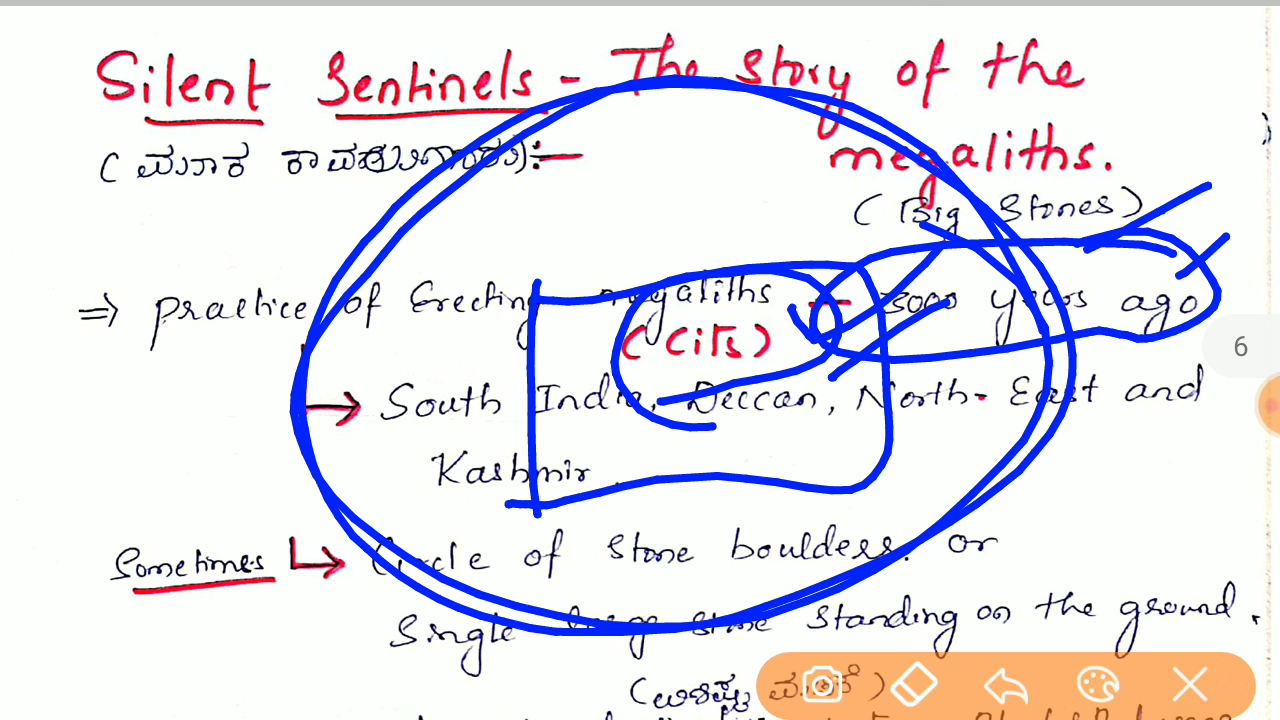 Silent Sentinels - The story of the
megaliths.
(ಮೂಕ
(Big Stones)
⇒ practice of Erecting megaliths - 3000 years ago
(CiTs)
→ South India, Deccan, North-East and
Kashmir
Sometimes ↳ Circle of stone boulders. or
Single large stone standing on the ground.
6